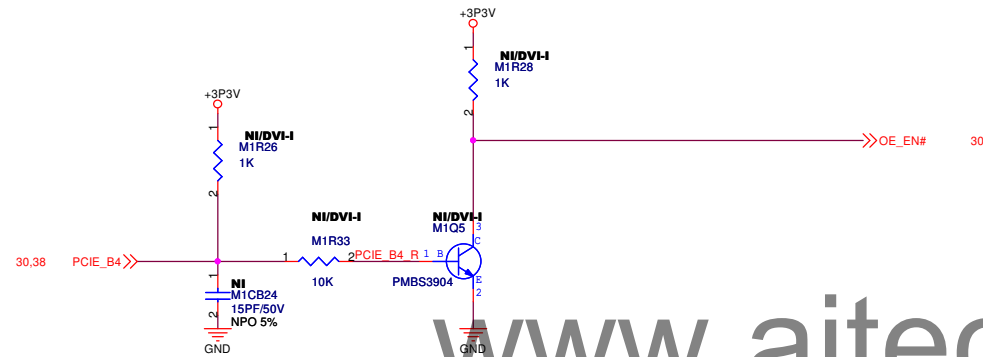 +3P3V
1
NI/DVI-I
M1R28
1K
2
+3P3V
1
NI/DVI-I
M1R26
1K
2
OE_EN#
30
NI/DVI-I
M1R33
10K
1
2
PCIE_B4_R
NI/DVI-I
M1Q5
3
C
1
B
PMBS3904
E
2
30,38
PCIE_B4
1
NI
M1CB24
15PF/50V
NPO 5%
2
GND
GND
www.aitec